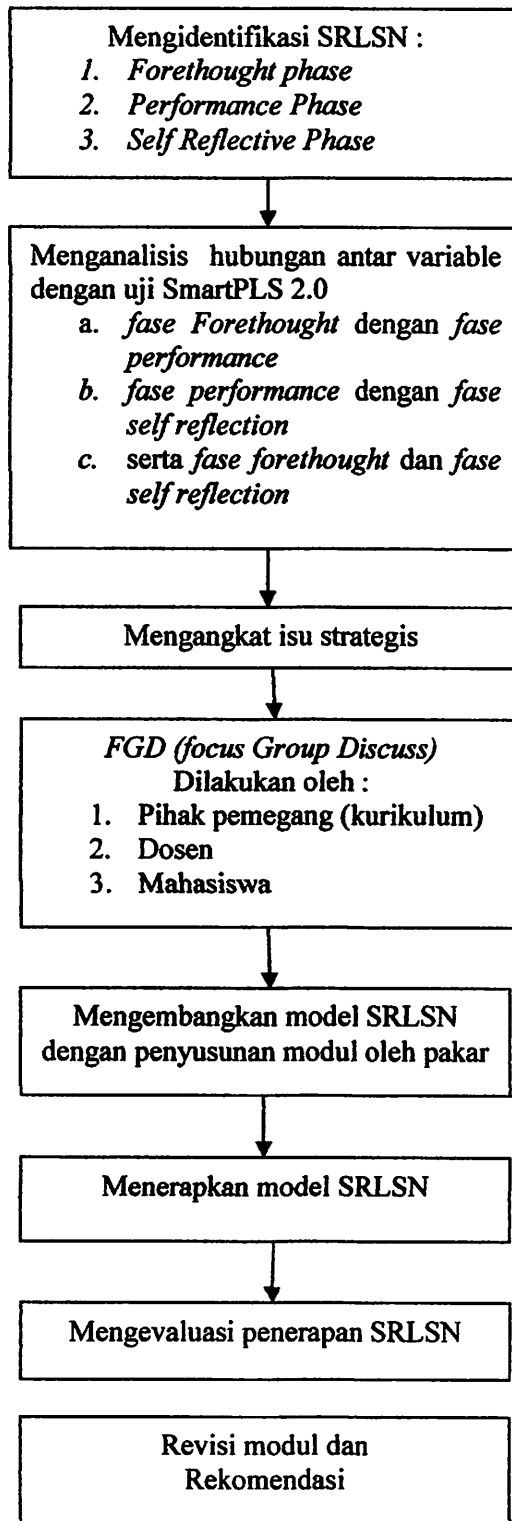 Mengidentifikasi SRLSN :
1. Forethought phase
2. Performance Phase
3. Self Reflective Phase
Menganalisis hubungan antar variable
dengan uji SmartPLS 2.0
a. fase Forethought dengan fase
performance
b. fase performance dengan fase
self reflection
c. serta fase forethought dan fase
self reflection
Mengangkat isu strategis
FGD (focus Group Discuss)
Dilakukan oleh :
1. Pihak pemegang (kurikulum)
2. Dosen
3. Mahasiswa
Mengembangkan model SRLSN
dengan penyusunan modul oleh pakar
Menerapkan model SRLSN
Mengevaluasi penerapan SRLSN
Revisi modul dan
Rekomendasi